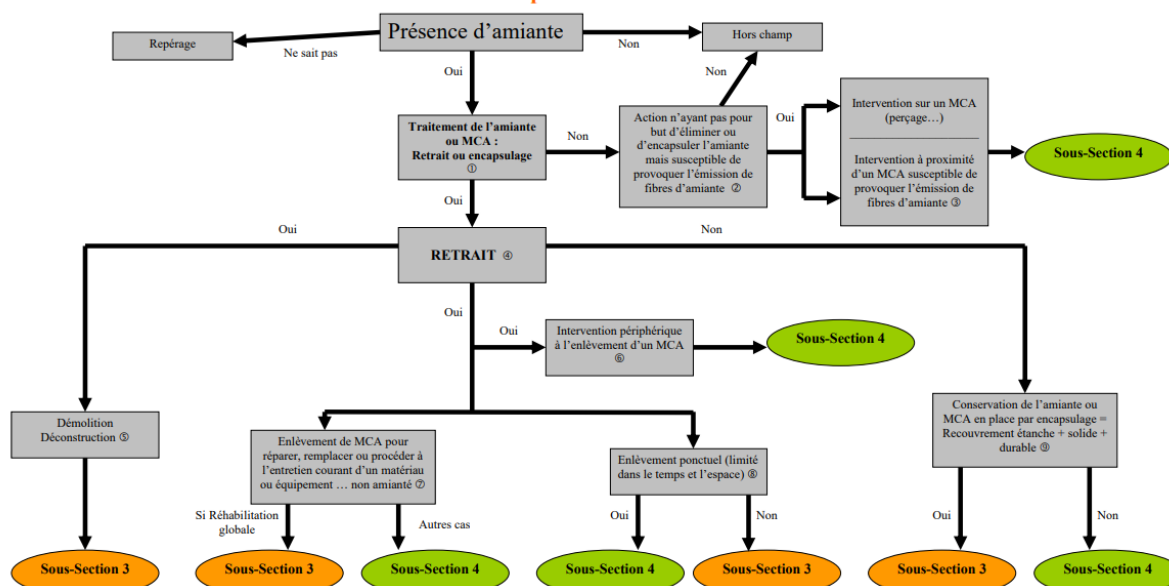 Présence d'amiante
Repérage
Ne sait pas
Non
Hors champ
Oui
Non
Traitement de l'amiante
ou MCA :
Retrait ou encapsulage
①
Non
Action n'ayant pas pour
but d'éliminer ou
d'encapsuler l'amiante
mais susceptible de
provoquer l'émission de
fibres d'amiante ②
Oui
Intervention sur un MCA
(perçage…)
Intervention à proximité
d'un MCA susceptible de
provoquer l'émission de
fibres d'amiante ③
Sous-Section 4
Oui
Oui
RETRAIT ④
Non
Oui
Oui
Intervention périphérique
à l'enlèvement d'un MCA
⑥
Sous-Section 4
Démolition
Déconstruction ⑤
Enlèvement de MCA pour
réparer, remplacer ou procéder à
l'entretien courant d'un matériau
ou équipement … non amianté ⑦
Enlèvement ponctuel (limité
dans le temps et l'espace) ⑧
Conservation de l'amiante ou
MCA en place par encapsulage =
Recouvrement étanche + solide +
durable ⑨
Si Réhabilitation
globale
Autres cas
Oui
Non
Oui
Non
Sous-Section 3
Sous-Section 3
Sous-Section 4
Sous-Section 4
Sous-Section 3
Sous-Section 3
Sous-Section 4